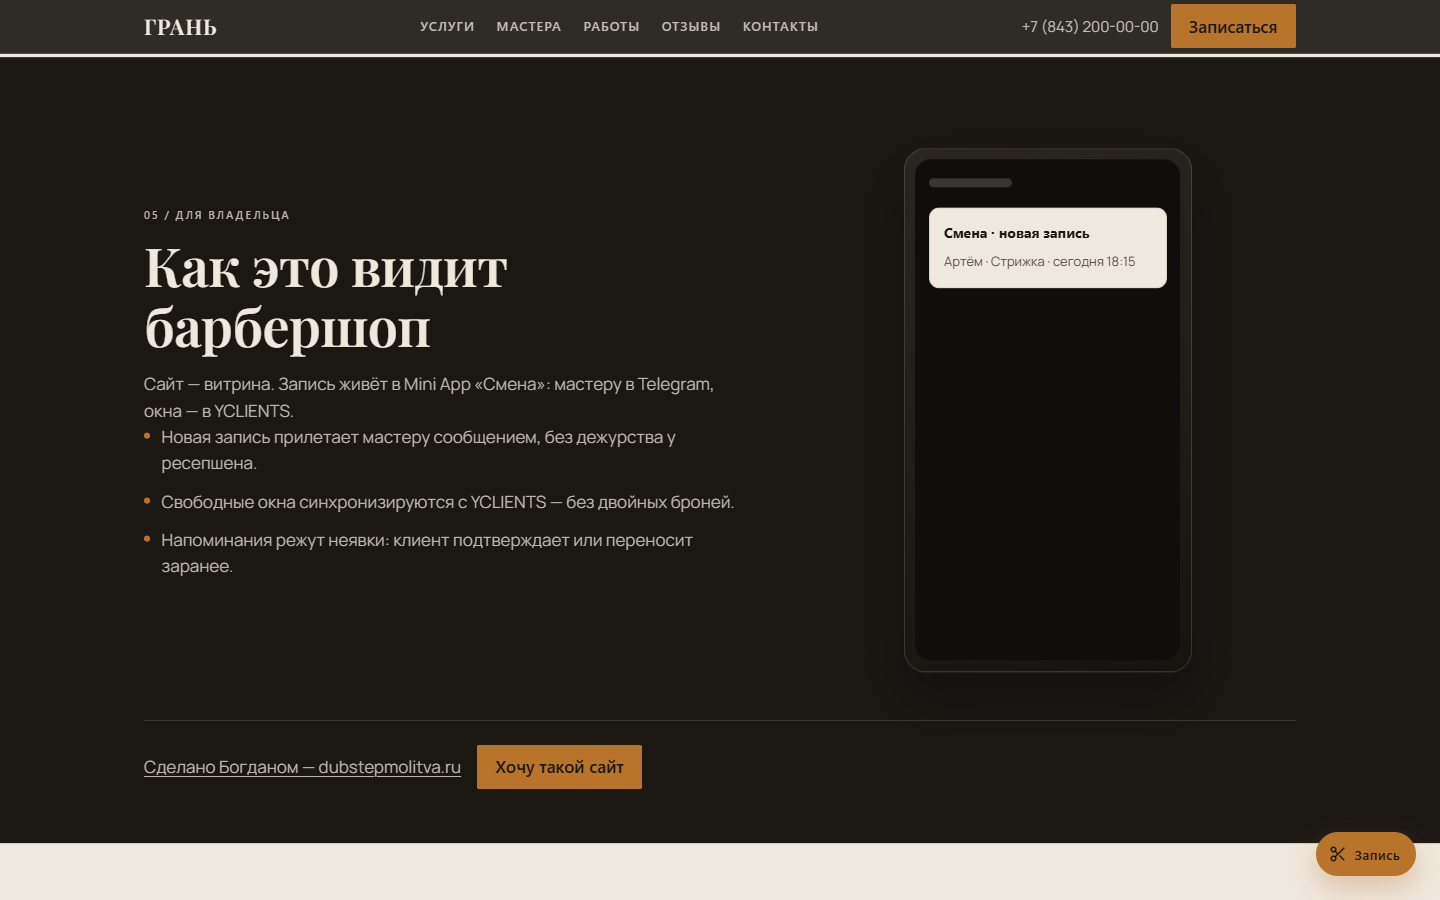 ГРАНЬ
УСЛУГИ МАСТЕРА РАБОТЫ ОТЗЫВЫ КОНТАКТЫ
+7 (843) 200-00-00
Записаться
05 / ДЛЯ ВЛАДЕЛЬЦА
Как это видит
барбершоп
Сайт — витрина. Запись живёт в Mini App «Смена»: мастеру в Telegram,
окна — в YCLIENTS.
Новая запись прилетает мастеру сообщением, без дежурства у
ресепшена.
Свободные окна синхронизируются с YCLIENTS — без двойных броней.
Напоминания режут неявки: клиент подтверждает или переносит
заранее.
Смена · новая запись
Артём · Стрижка · сегодня 18:15
Сделано Богданом — dubstepmolitva.ru
Хочу такой сайт
Запись